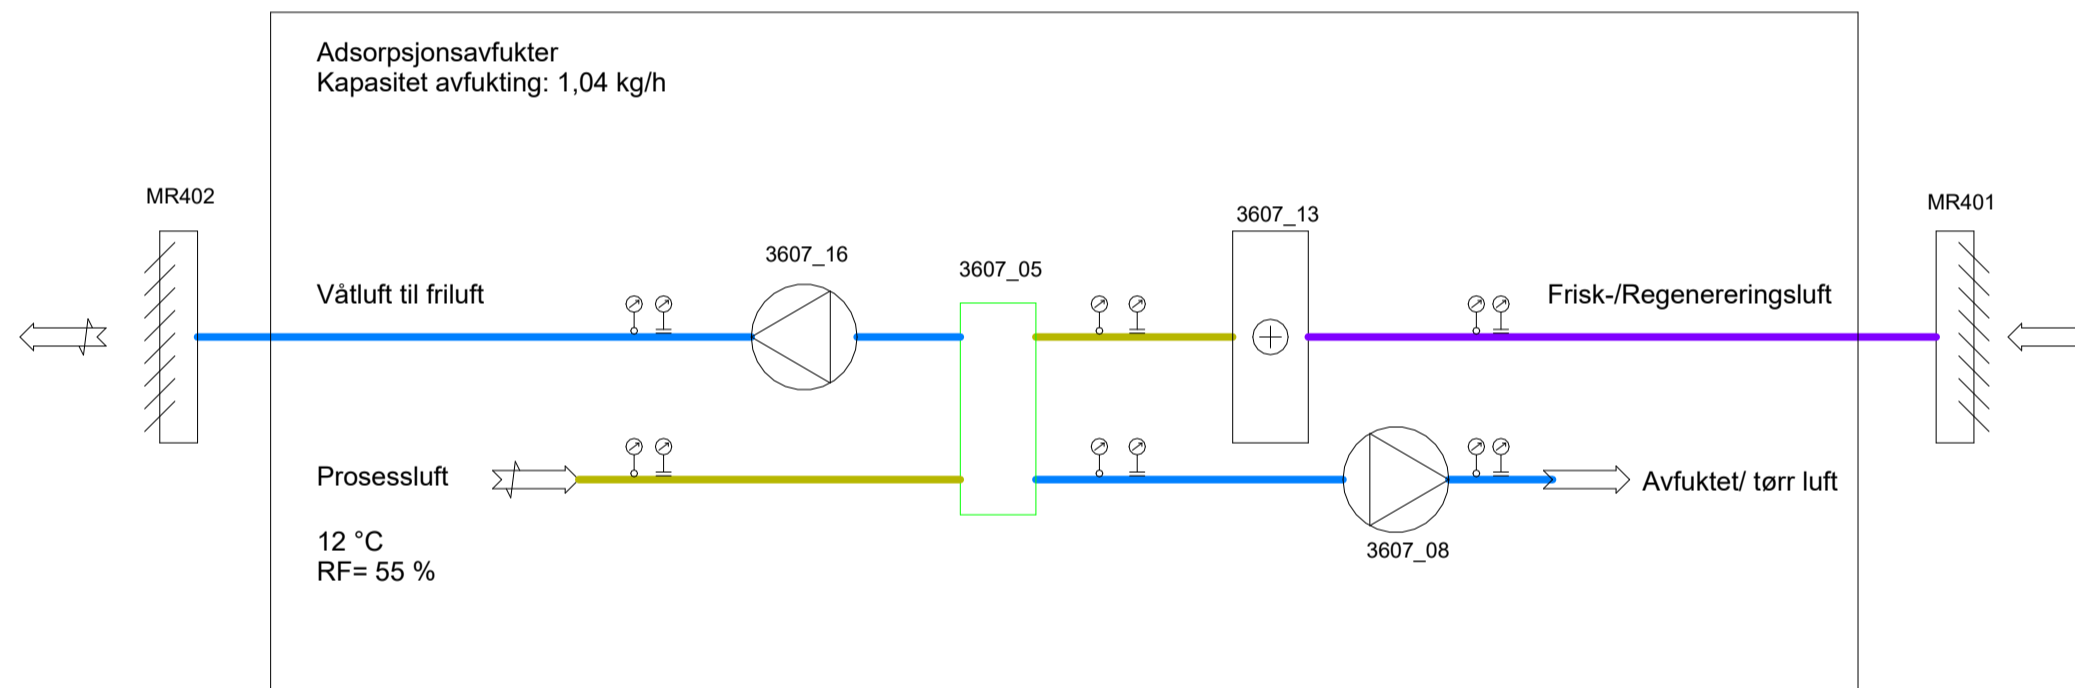 Adsorpsjonsavfukter
Kapasitet avfukting: 1,04 kg/h
MR402
MR401
3607_13
3607_16
3607_05
Våtluft til friluft
Frisk-/Regenereringsluft
Prosessluft
Avfuktet/ tørr luft
12 °C
RF= 55 %
3607_08